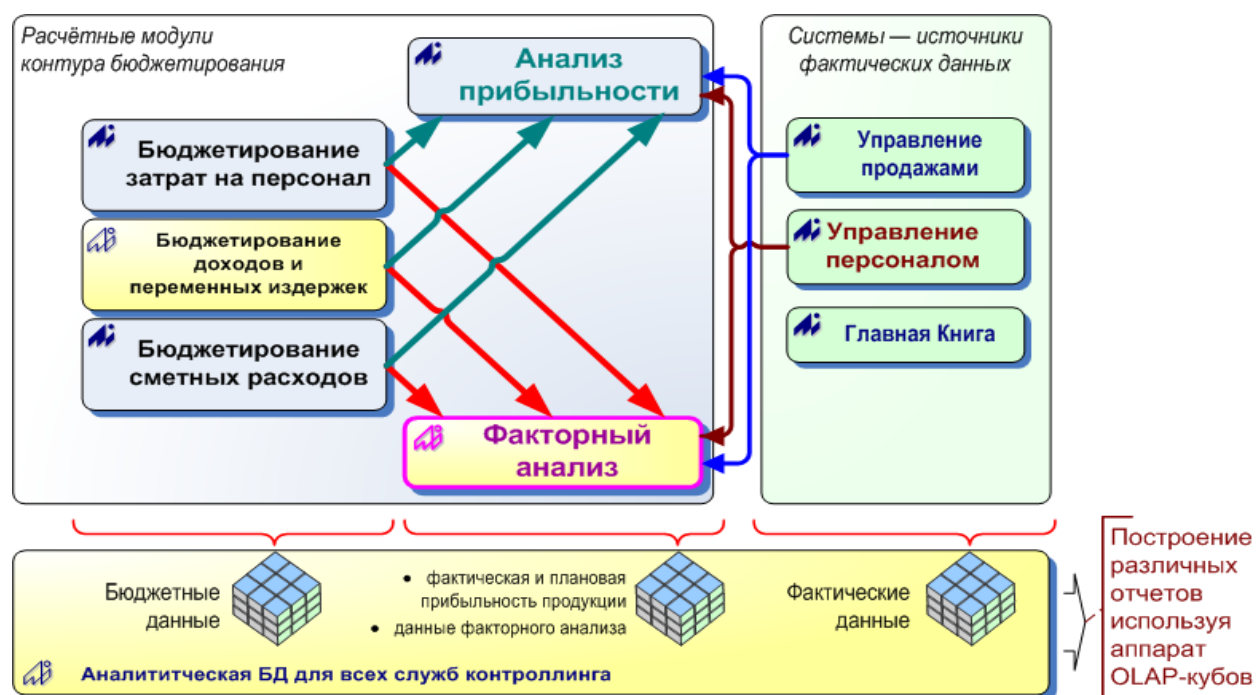 Расчётные модули
контура бюджетирования
Анализ
прибыльности
Бюджетирование
затрат на персонал
Бюджетирование
доходов и
переменных издержек
Бюджетирование
сметных расходов
Факторный
анализ
Системы — источники
фактических данных
Управление
продажами
Управление
персоналом
Главная Книга
Бюджетные
данные
• фактическая и плановая
прибыльность продукции
• данные факторного анализа
Фактические
данные
Аналититческая БД для всех служб контроллинга
Построение
различных
отчетов
используя
аппарат
OLAP-кубов